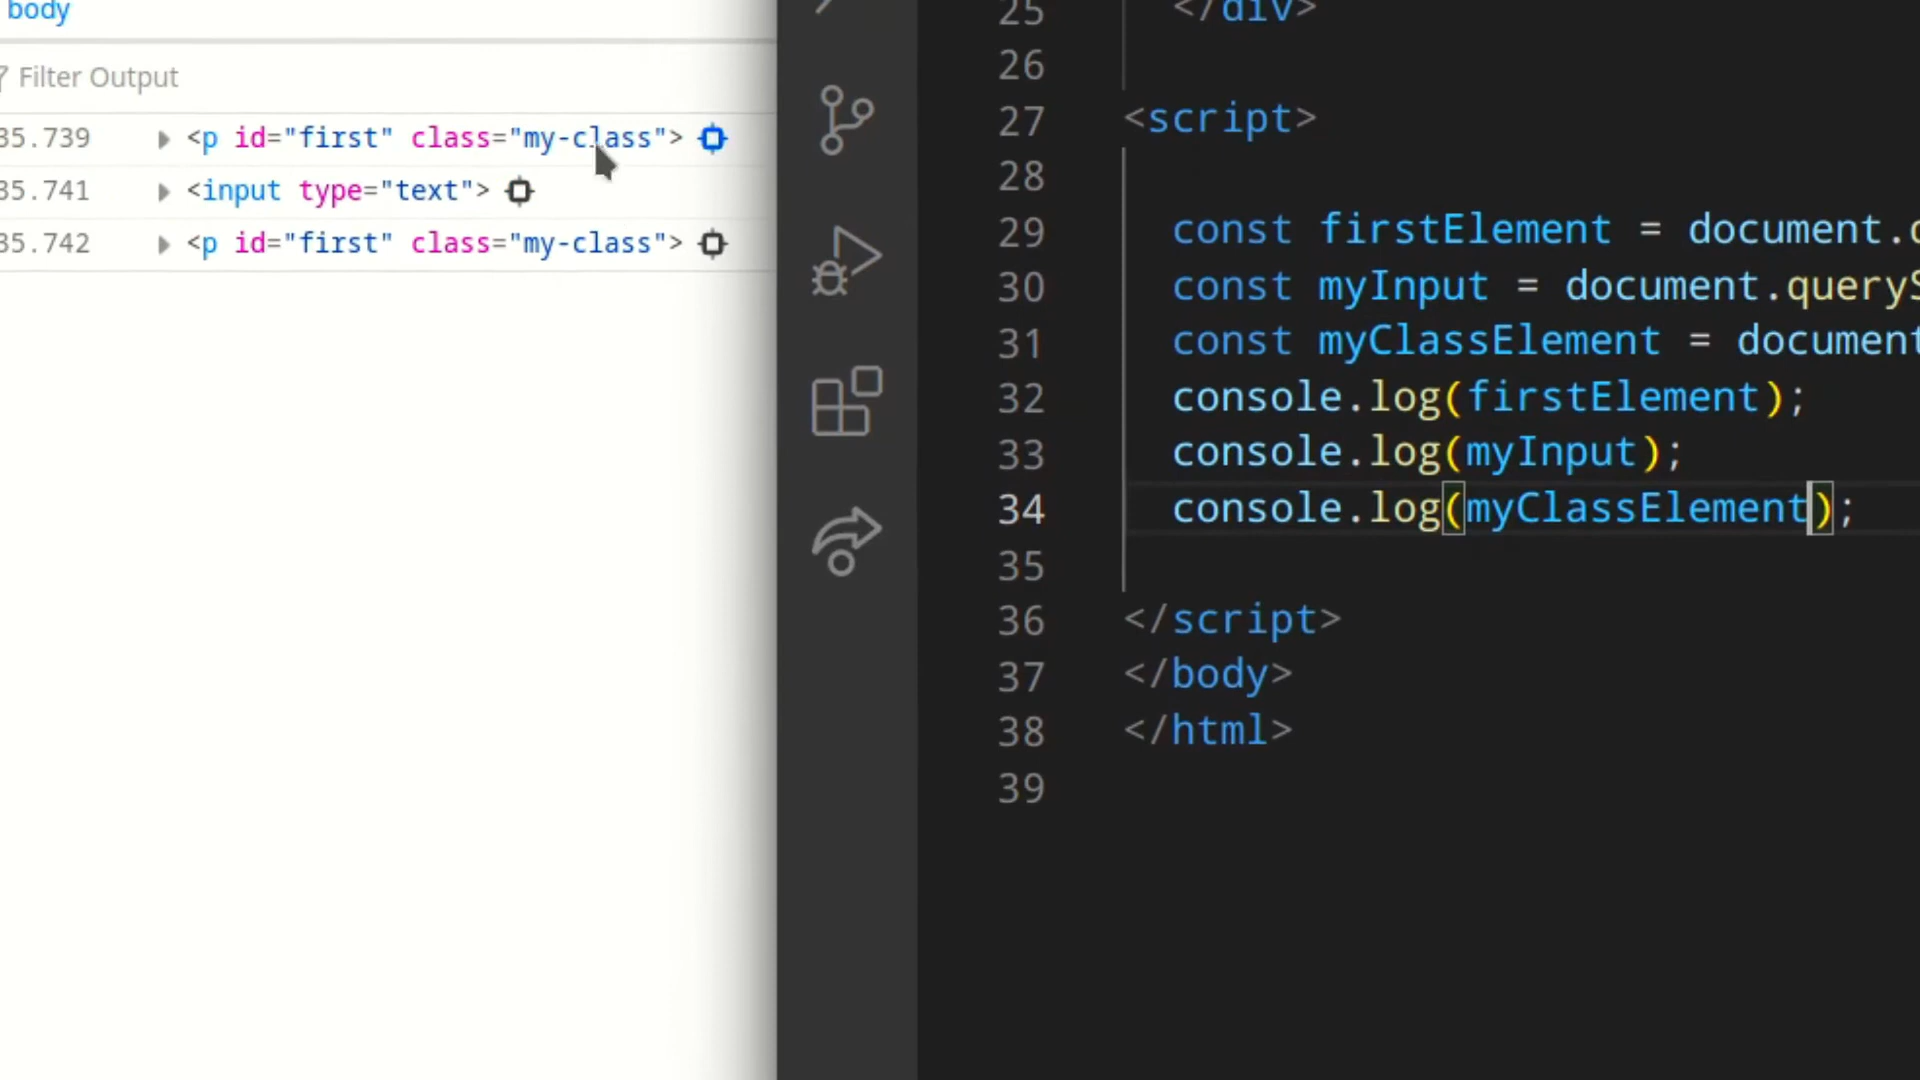 body
Filter Output
35.739 <p id="first" class="my-class">
35.741 <input type="text">
35.742 <p id="first" class="my-class">
25 </div>
26
27 <script>
28
29 const firstElement = document.q
30 const myInput = document.queryS
31 const myClassElement = document
32 console.log(firstElement);
33 console.log(myInput);
34 console.log(myClassElement);
35
36 </script>
37 </body>
38 </html>
39